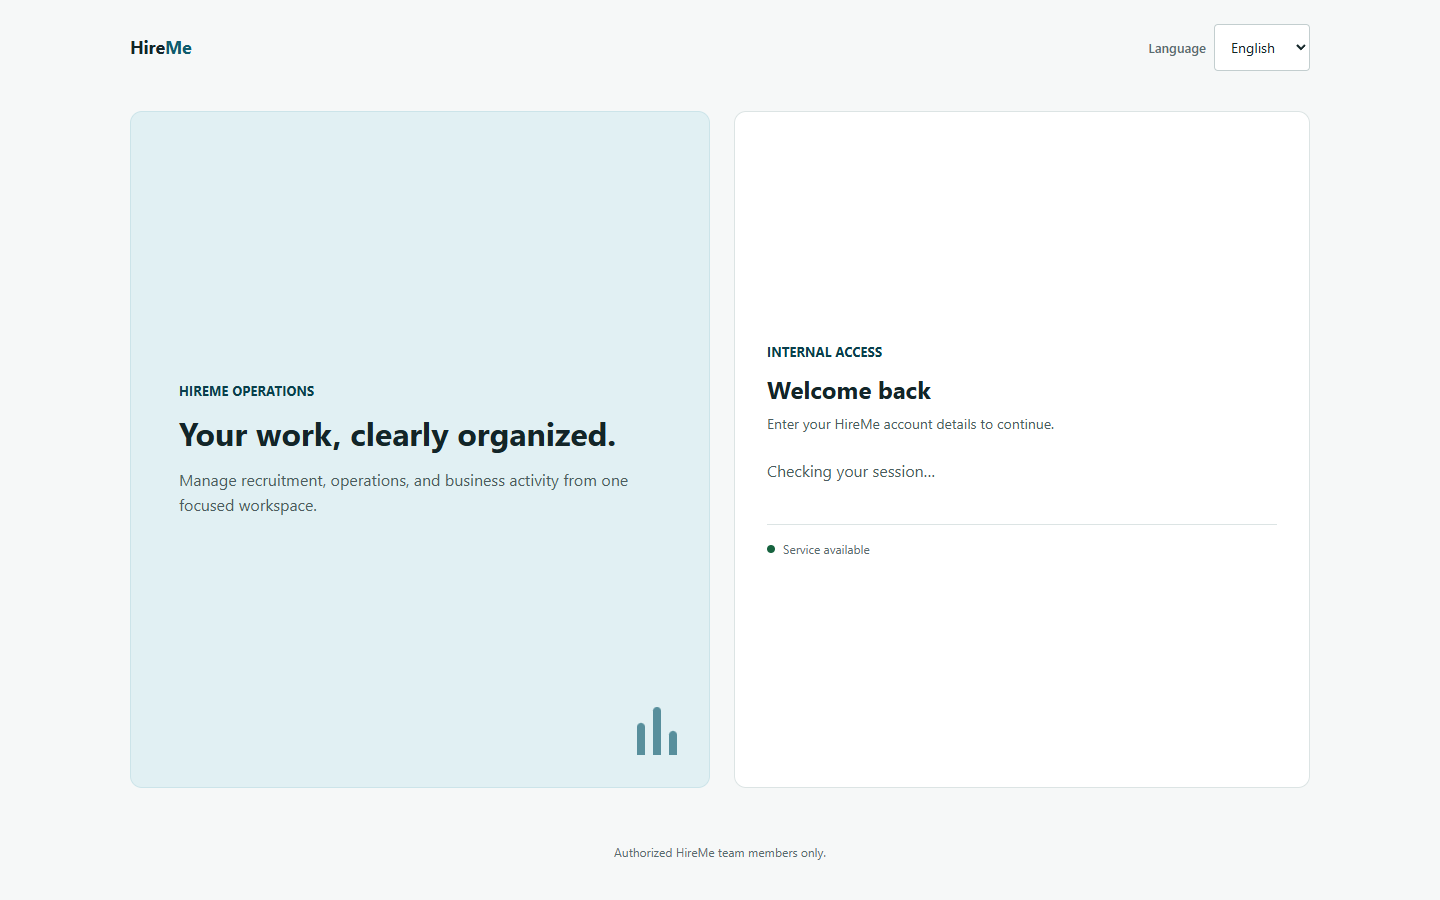 HireMe
Language
English
HIREME OPERATIONS
Your work, clearly organized.
Manage recruitment, operations, and business activity from one
focused workspace.
INTERNAL ACCESS
Welcome back
Enter your HireMe account details to continue.
Checking your session...
Service available
Authorized HireMe team members only.